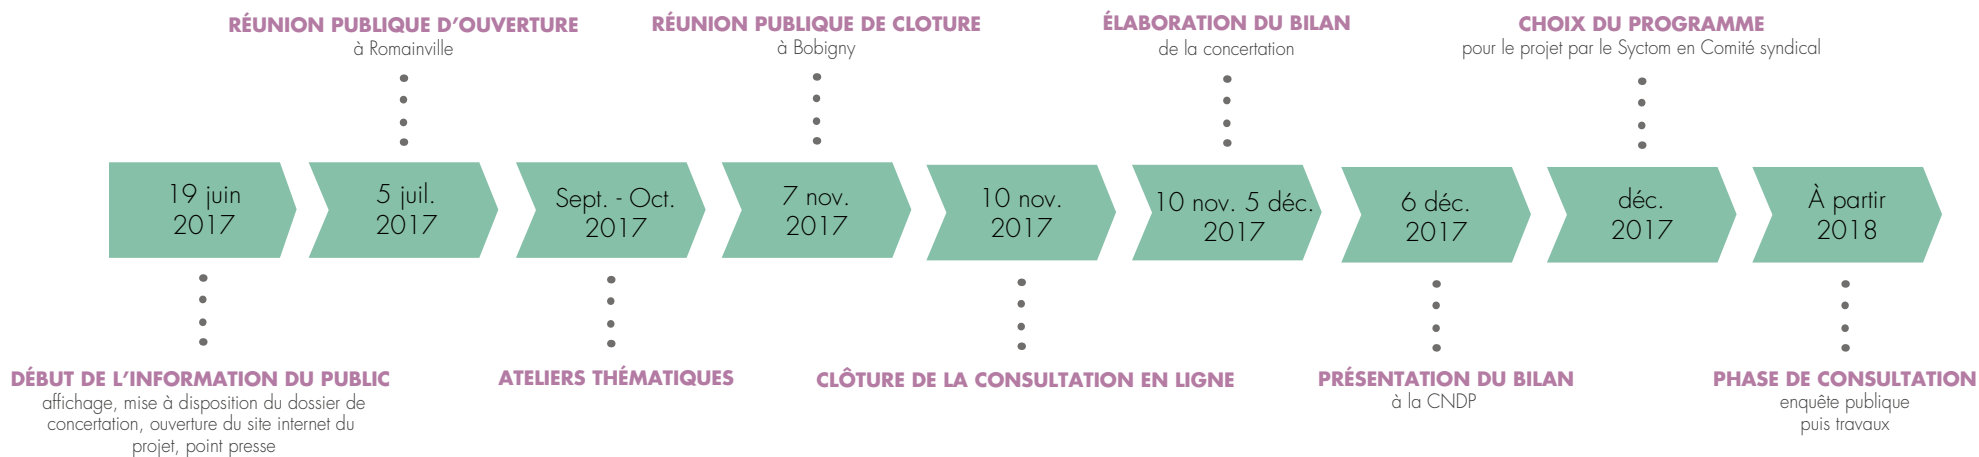 RÉUNION PUBLIQUE D'OUVERTURE
à Romainville
RÉUNION PUBLIQUE DE CLOTURE
à Bobigny
ÉLABORATION DU BILAN
de la concertation
CHOIX DU PROGRAMME
pour le projet par le Syctom en Comité syndical
19 juin
2017
5 juil.
2017
Sept. - Oct.
2017
7 nov.
2017
10 nov.
2017
10 nov. 5 déc.
2017
6 déc.
2017
déc.
2017
À partir
2018
DÉBUT DE L'INFORMATION DU PUBLIC
affichage, mise à disposition du dossier de
concertation, ouverture du site internet du
projet, point presse
ATELIERS THÉMATIQUES
CLÔTURE DE LA CONSULTATION EN LIGNE
PRÉSENTATION DU BILAN
à la CNDP
PHASE DE CONSULTATION
enquête publique
puis travaux